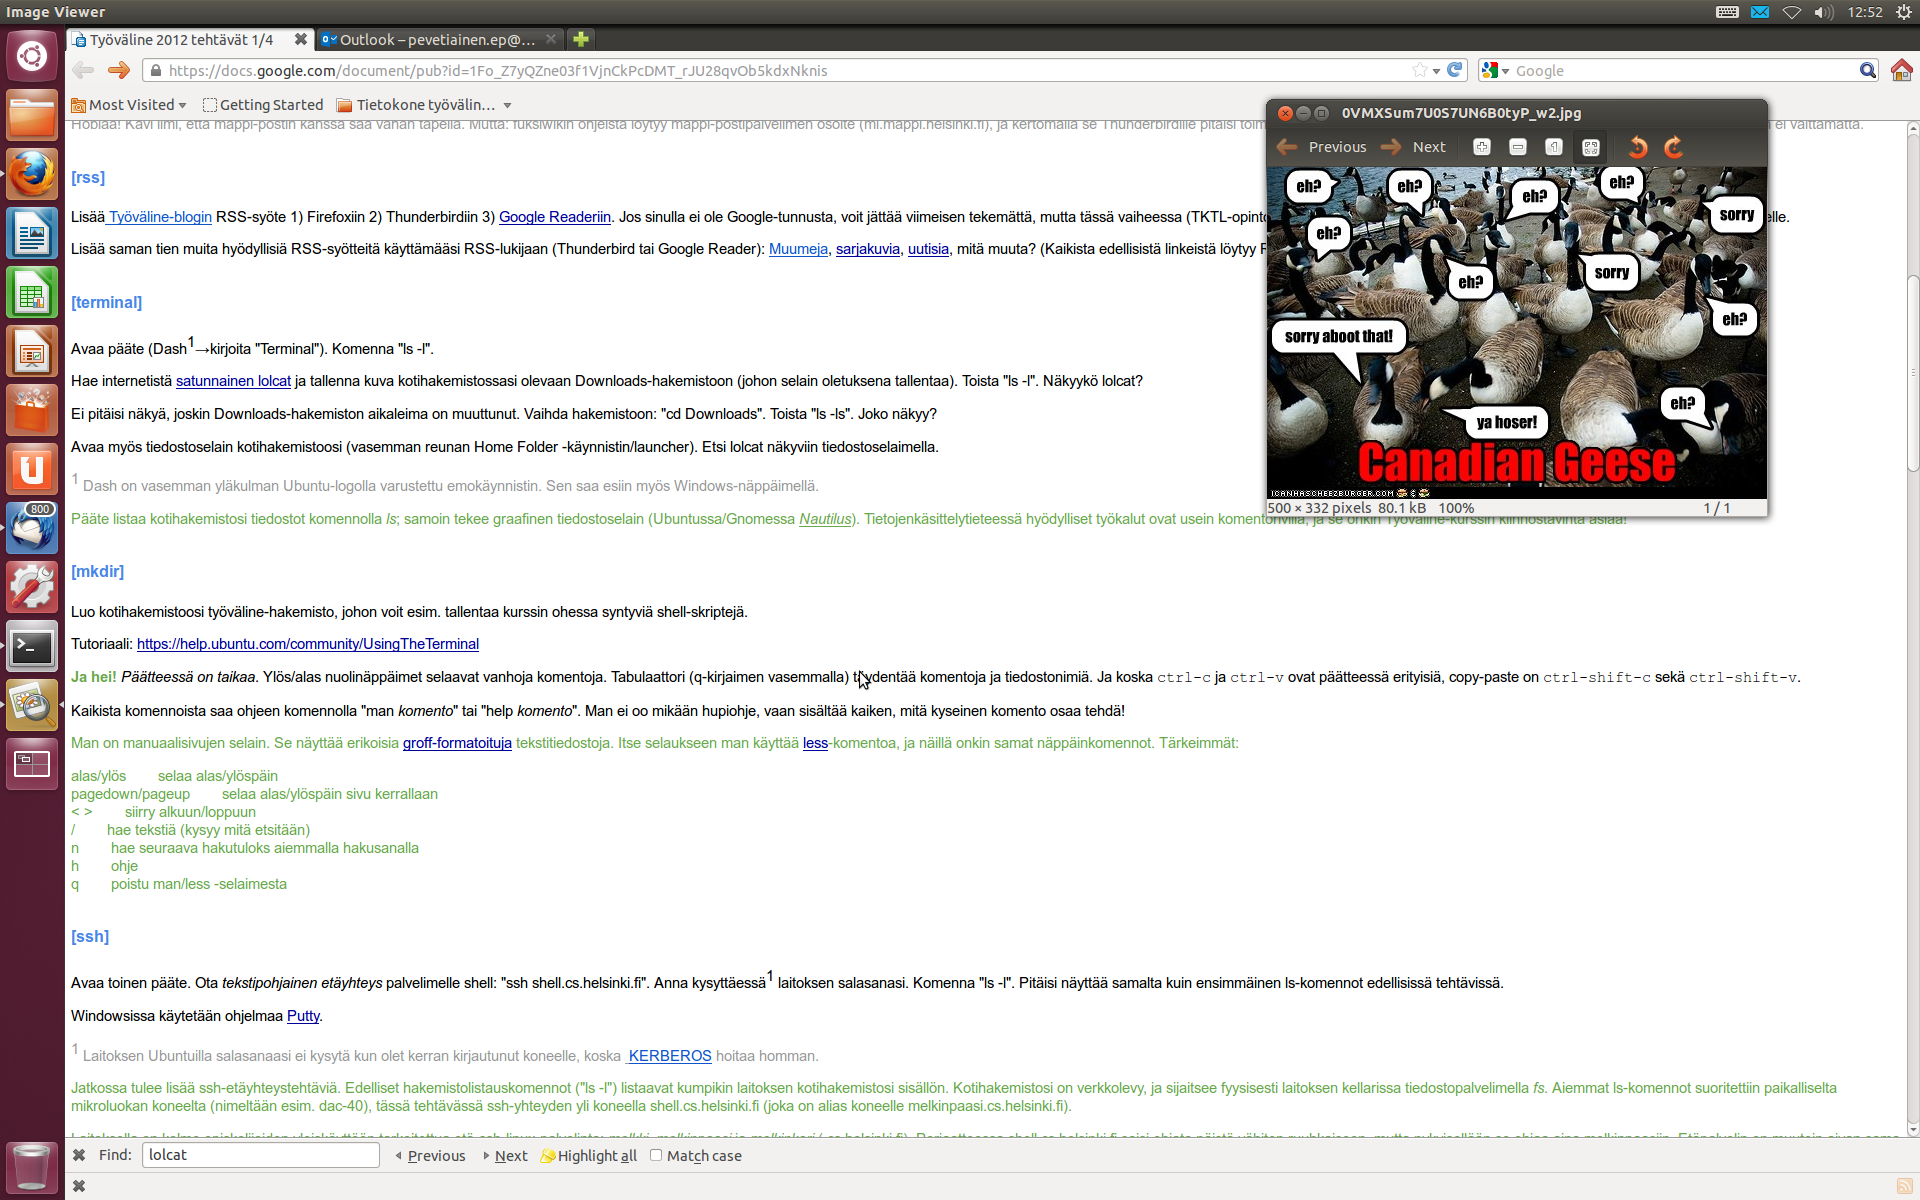 Image Viewer
12:52
Työväline 2012 tehtävät 1/4
Outlook – pevetiainen.ep@...
https://docs.google.com/document/pub?id=1Fo_Z7yQZne03f1VjnCkPcDMT_rJU28qvOb5kdxNknis
Google
Most Visited
Getting Started
Tietokone työvälin...
[rss]
Lisää Työväline-blogin RSS-syöte 1) Firefoxiin 2) Thunderbirdiin 3) Google Readeriin. Jos sinulla ei ole Google-tunnusta, voit jättää viimeisen tekemättä, mutta tässä vaiheessa (TKTL-opinto
Lisää saman tien muita hyödyllisiä RSS-syötteitä käyttämääsi RSS-lukijaan (Thunderbird tai Google Reader): Muumeja, sarjakuvia, uutisia, mitä muuta? (Kaikista edellisistä linkeistä löytyy
[terminal]
Avaa pääte (Dash1→kirjoita "Terminal"). Komenna "ls -l".
Hae internetistä satunnainen lolcat ja tallenna kuva kotihakemistossasi olevaan Downloads-hakemistoon (johon selain oletuksena tallentaa). Toista "ls -l". Näkyykö lolcat?
Ei pitäisi näkyä, joskin Downloads-hakemiston aikaleima on muuttunut. Vaihda hakemistoon: "cd Downloads". Toista "ls -ls". Joko näkyy?
Avaa myös tiedostoselain kotihakemistoosi (vasemman reunan Home Folder -käynnistin/launcher). Etsi lolcat näkyviin tiedostoselaimella.
1 Dash on vasemman yläkulman Ubuntu-logolla varustettu emokäynnistin. Sen saa esiin myös Windows-näppäimellä.
Pääte listaa kotihakemistosi tiedostot komennolla ls; samoin tekee graafinen tiedostoselain (Ubuntussa/Gnomessa Nautilus). Tietojenkäsittelytieteessä hyödylliset työkalut ovat usein komentorivillä, ja se onkin Työväline-kurssin kiinnostavinta asiaa!
[mkdir]
Luo kotihakemistoosi työväline-hakemisto, johon voit esim. tallentaa kurssin ohessa syntyviä shell-skriptejä.
Tutoriaali: https://help.ubuntu.com/community/UsingTheTerminal
Ja hei! Päätteessä on taikaa. Ylös/alas nuolinäppäimet selaavat vanhoja komentoja. Tabulaattori (q-kirjaimen vasemmalla) täydentää komentoja ja tiedostonimiä. Ja koska ctrl-c ja ctrl-v ovat päätteessä erityisiä, copy-paste on ctrl-shift-c sekä ctrl-shift-v.
Kaikista komennoista saa ohjeen komennolla "man komento" tai "help komento". Man ei oo mikään hupiohje, vaan sisältää kaiken, mitä kyseinen komento osaa tehdä!
Man on manuaalisivujen selain. Se näyttää erikoisia groff-formatoituja tekstitiedostoja. Itse selaukseen man käyttää less-komentoa, ja näillä onkin samat näppäinkomennot. Tärkeimmät:
alas/ylös selaa alas/ylöspäin
pagedown/pageup selaa alas/ylöspäin sivu kerrallaan
< > siirry alkuun/loppuun
/ hae tekstiä (kysyy mitä etsitään)
n hae seuraava hakutuloks aiemmalla hakusanalla
h ohje
q poistu man/less -selaimesta
[ssh]
Avaa toinen pääte. Ota tekstipohjainen etäyhteys palvelimelle shell: "ssh shell.cs.helsinki.fi". Anna kysyttäessä1 laitoksen salasanasi. Komenna "ls -l". Pitäisi näyttää samalta kuin ensimmäinen ls-komennot edellisissä tehtävissä.
Windowsissa käytetään ohjelmaa Putty.
1 Laitoksen Ubuntuilla salasanaasi ei kysytä kun olet kerran kirjautunut koneelle, koska KERBEROS hoitaa homman.
Jatkossa tulee lisää ssh-etäyhteystehtäviä. Edelliset hakemistolistauskomennot ("ls -l") listaavat kumpikin laitoksen kotihakemistosi sisällön. Kotihakemistosi on verkkolevy, ja sijaitsee fyysisesti laitoksen kellarissa tiedostopalvelimella fs. Aiemmat ls-komennot suoritettiin paikalliselta
mikroluokan koneelta (nimeltään esim. dac-40), tässä tehtävässä ssh-yhteyden yli koneella shell.cs.helsinki.fi (joka on alias koneelle melkinpaasi.cs.helsinki.fi).
0VMXSum7U0S7UN6B0tyP_w2.jpg
Previous
Next
eh?
eh?
eh?
eh?
sorry
eh?
eh?
sorry
eh?
sorry aboot that!
eh?
ya hoser!
Canadian Geese
ICANHASCHEEZBURGER.COM
500 × 332 pixels 80.1 kB 100%
1 / 1
elle.
800
Find: lolcat
Previous
Next
Highlight all
Match case